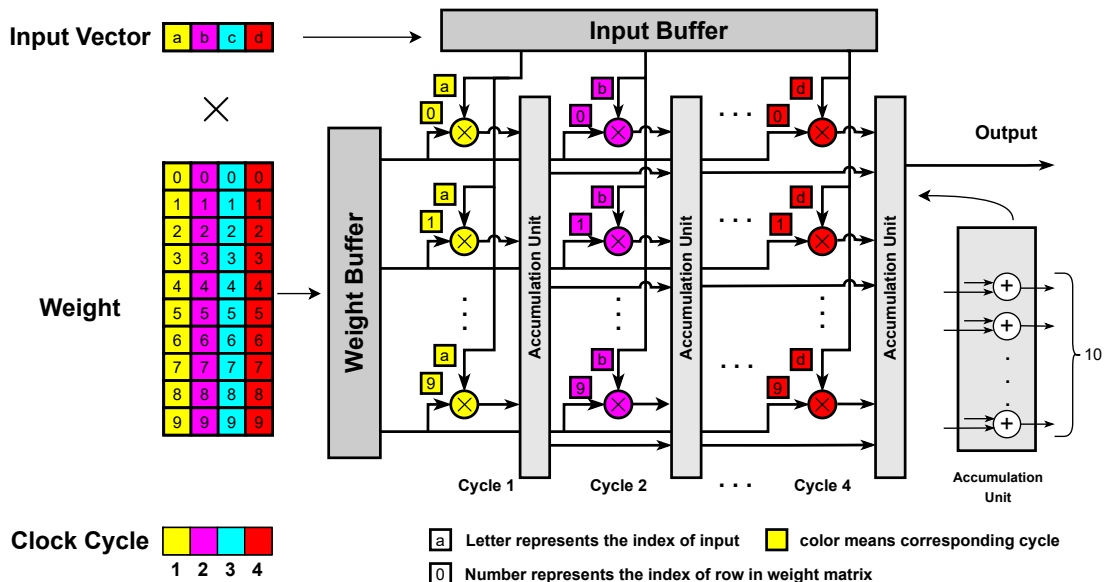 Input Vector
a b c d
Input Buffer
a b d
0 0 0
Output
Weight
0 0 0 0
1 1 1 1
2 2 2 2
3 3 3 3
4 4 4 4
5 5 5 5
6 6 6 6
7 7 7 7
8 8 8 8
9 9 9 9
Weight Buffer
Accumulation Unit
Accumulation Unit
Accumulation Unit
a b d
1 1 1
a b d
9 9 9
10
Accumulation
Unit
Cycle 1
Cycle 2
Cycle 4
Clock Cycle
1 2 3 4
a Letter represents the index of input
color means corresponding cycle
0 Number represents the index of row in weight matrix